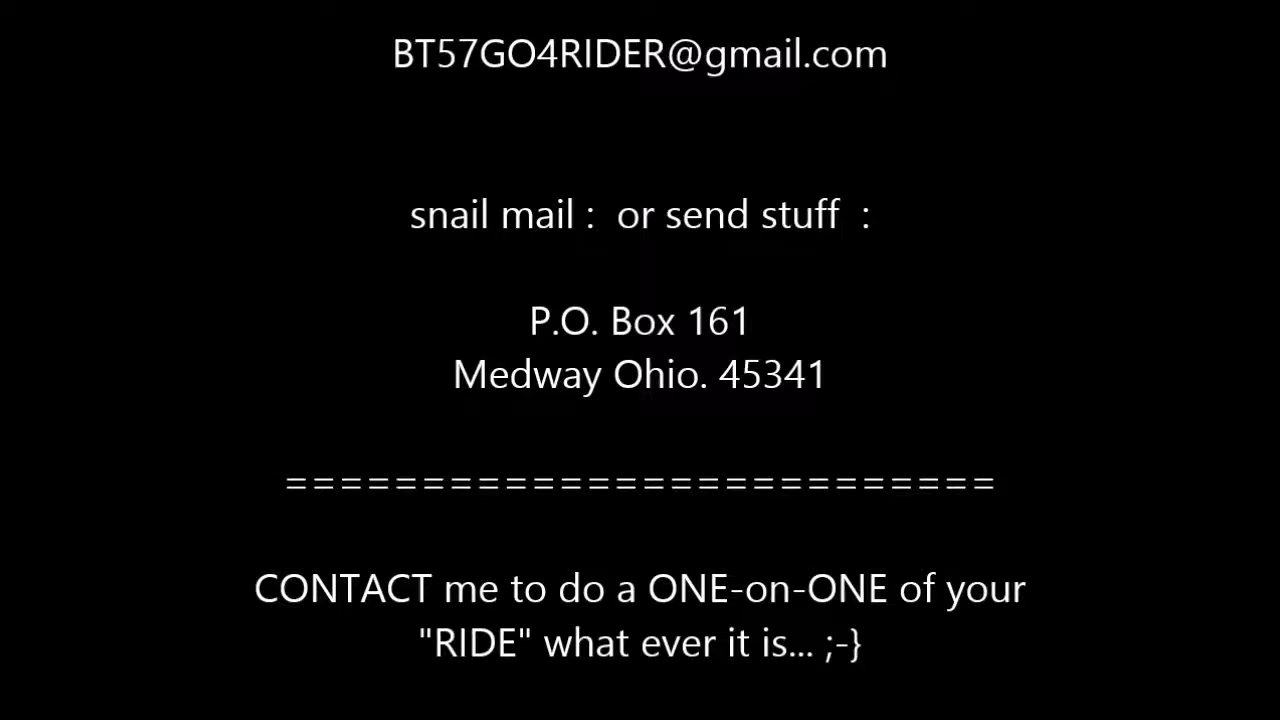 BT57GO4RIDER@gmail.com
snail mail :  or send stuff  :
P.O. Box 161
Medway Ohio. 45341
==========================
CONTACT me to do a ONE-on-ONE of your
"RIDE" what ever it is... ;-}